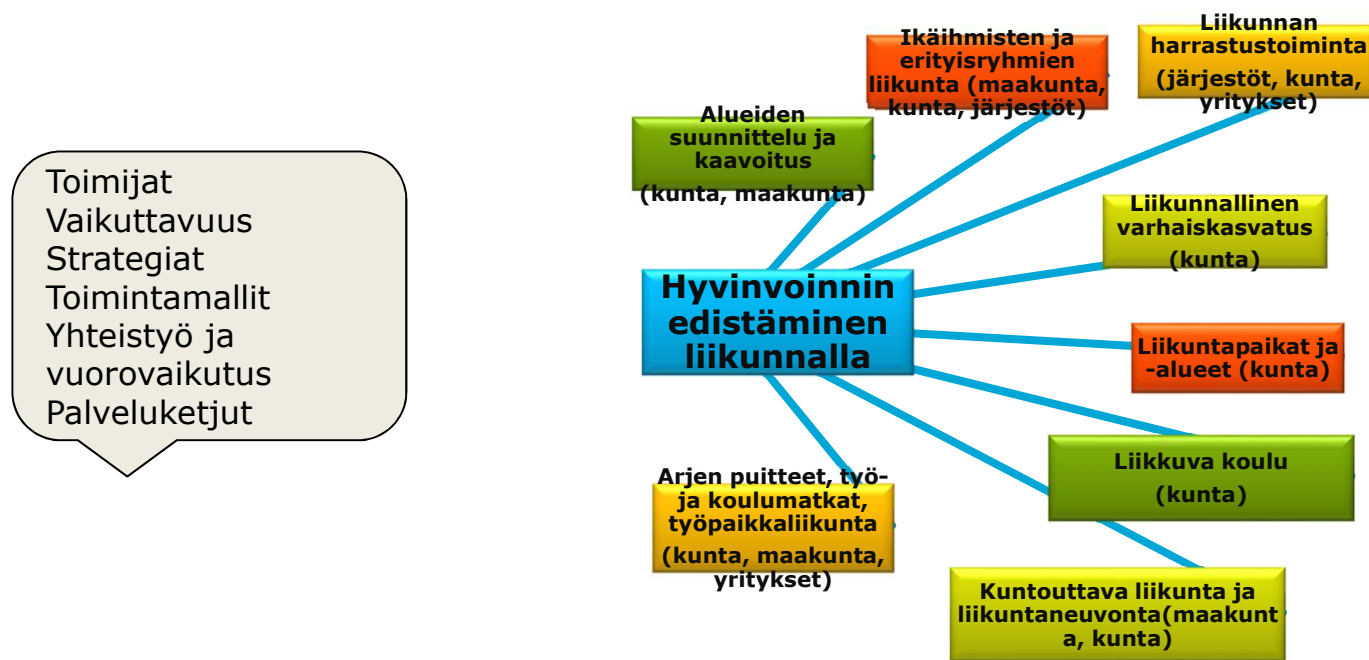 Toimijat
Vaikuttavuus
Strategiat
Toimintamallit
Yhteistyö ja
vuorovaikutus
Palveluketjut
Alueiden
suunnittelu ja
kaavoitus
(kunta, maakunta)
Ikäihmisten ja
erityisryhmien
liikunta (maakunta,
kunta, järjestöt)
Liikunnan
harrastustoiminta
(järjestöt, kunta,
yritykset)
Liikunnallinen
varhaiskasvatus
(kunta)
Hyvinvoinnin
edistäminen
liikunnalla
Liikuntapaikat ja
-alueet (kunta)
Liikkuva koulu
(kunta)
Arjen puitteet, työ-
ja koulumatkat,
työpaikkaliikunta
(kunta, maakunta,
yritykset)
Kuntouttava liikunta ja
liikuntaneuvonta(maakunt
a, kunta)